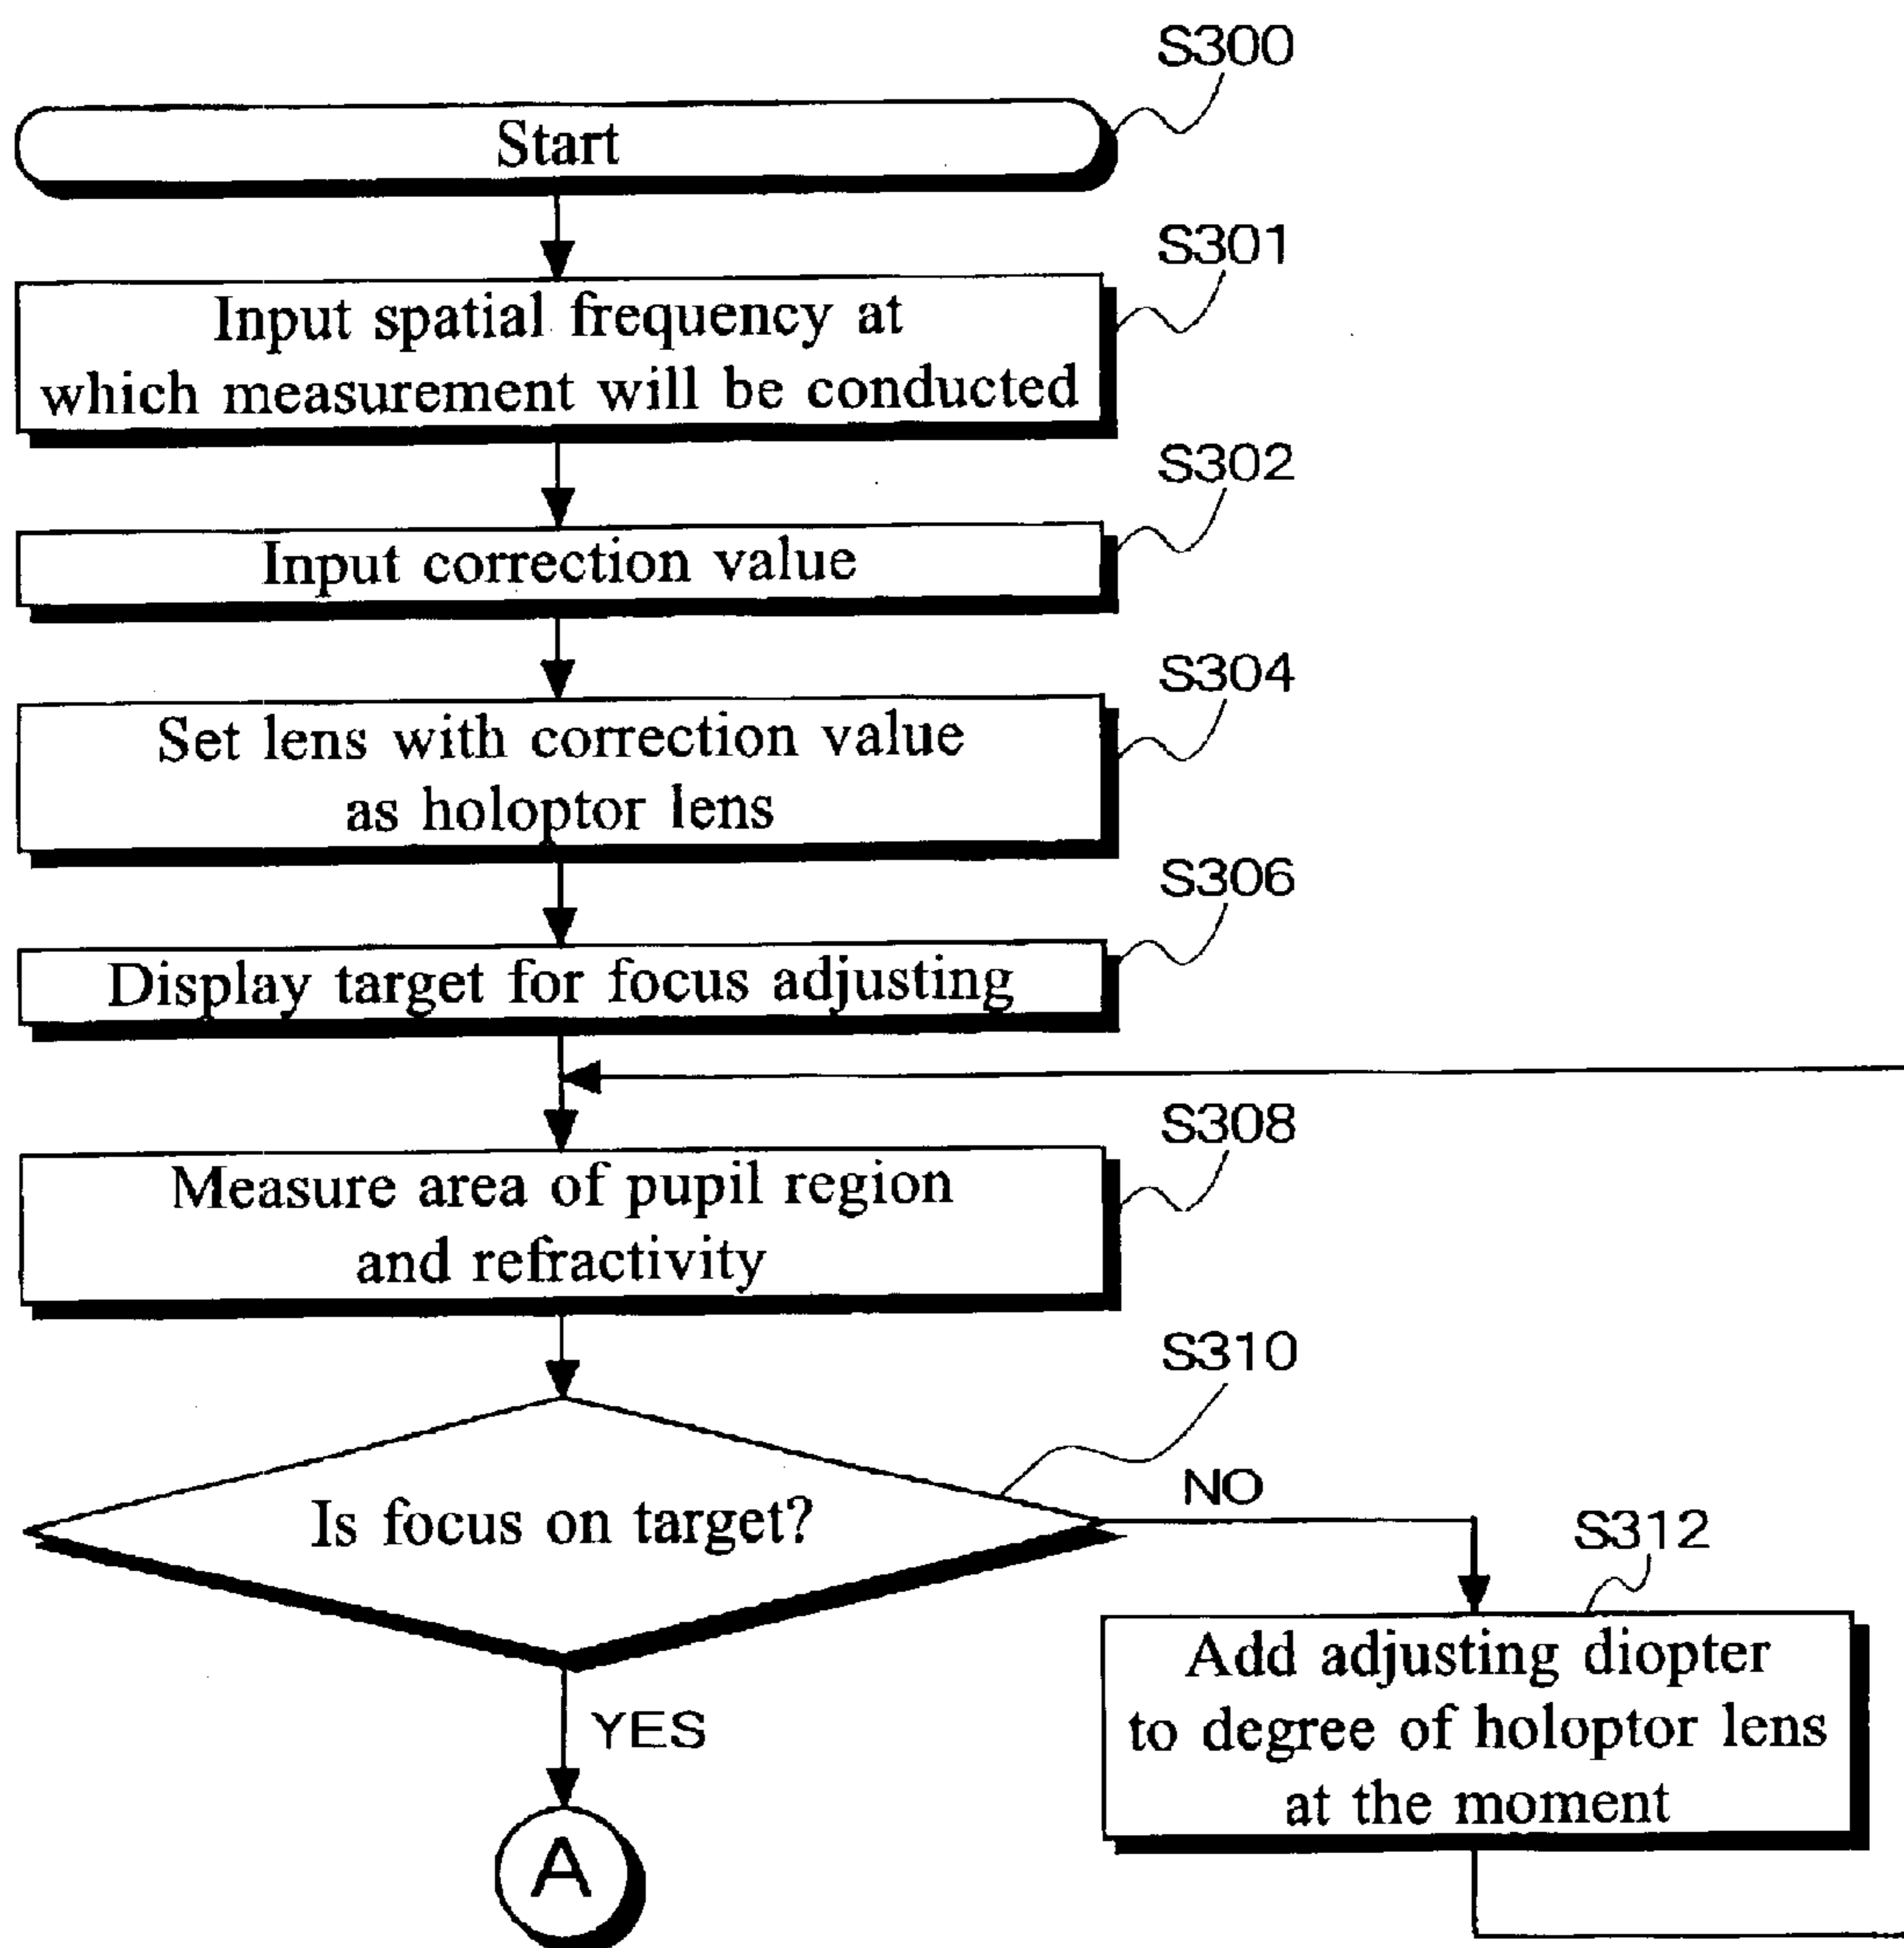 S300
Start
S301
Input spatial frequency at
which measurement will be conducted
S302
Input correction value
S304
Set lens with correction value
as holoptor lens
S306
Display target for focus adjusting
S308
Measure area of pupil region
and refractivity
S310
Is focus on target?
NO
S312
Add adjusting diopter
to degree of holoptor lens
at the moment
YES
A